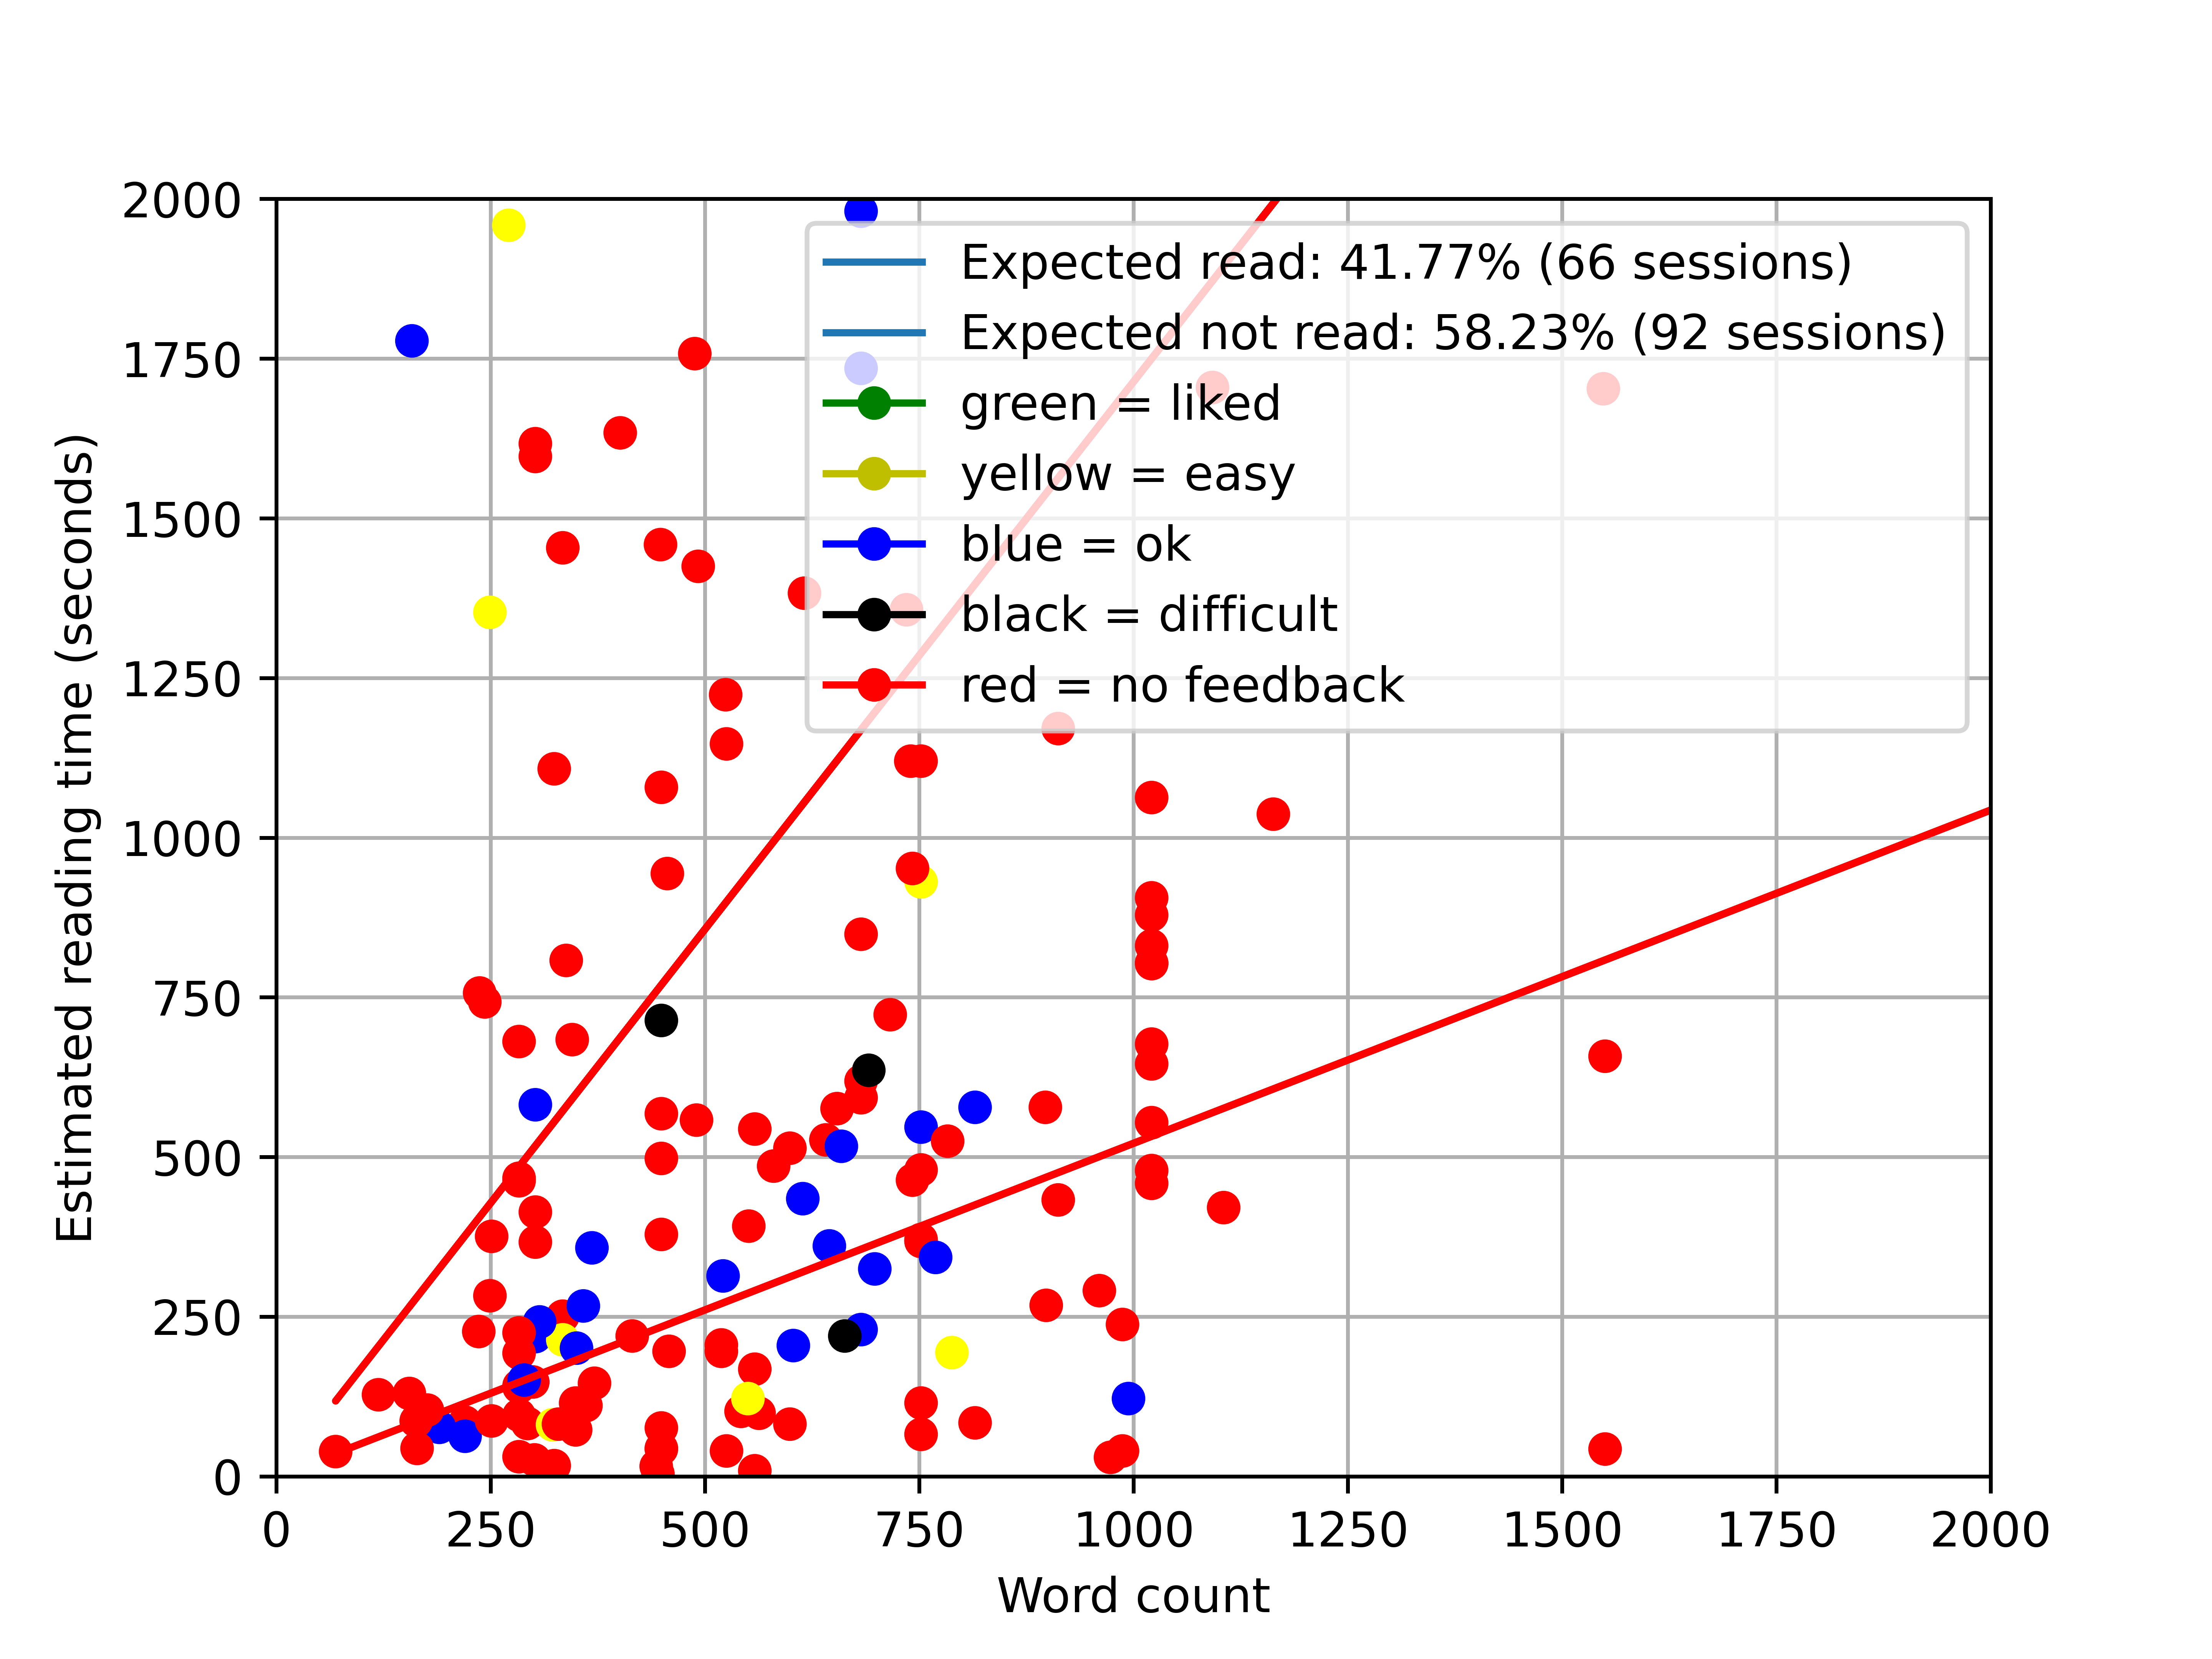 2000
1750
1500
1250
1000
750
500
250
0
Estimated reading time (seconds)
Expected read: 41.77% (66 sessions)
Expected not read: 58.23% (92 sessions)
green = liked
yellow = easy
blue = ok
black = difficult
red = no feedback
0 250 500 750 1000 1250 1500 1750 2000
Word count